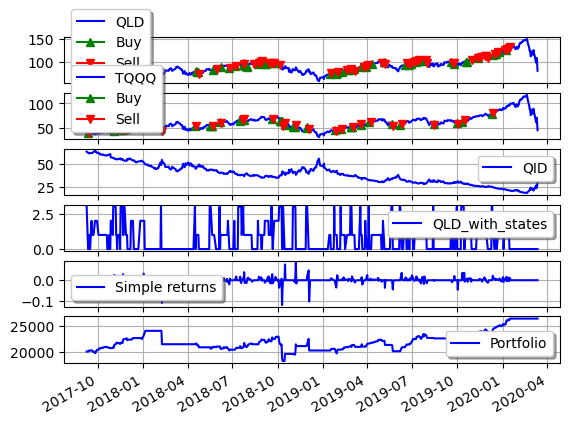 QLD
Buy
Sell
150
100
TQQQ
Buy
Sell
100
50
QID
50
25
QLD_with_states
2.5
0.0
Simple returns
0.0
−0.1
Portfolio
25000
20000
2017-10
2018-01
2018-04
2018-07
2018-10
2019-01
2019-04
2019-07
2019-10
2020-01
2020-04